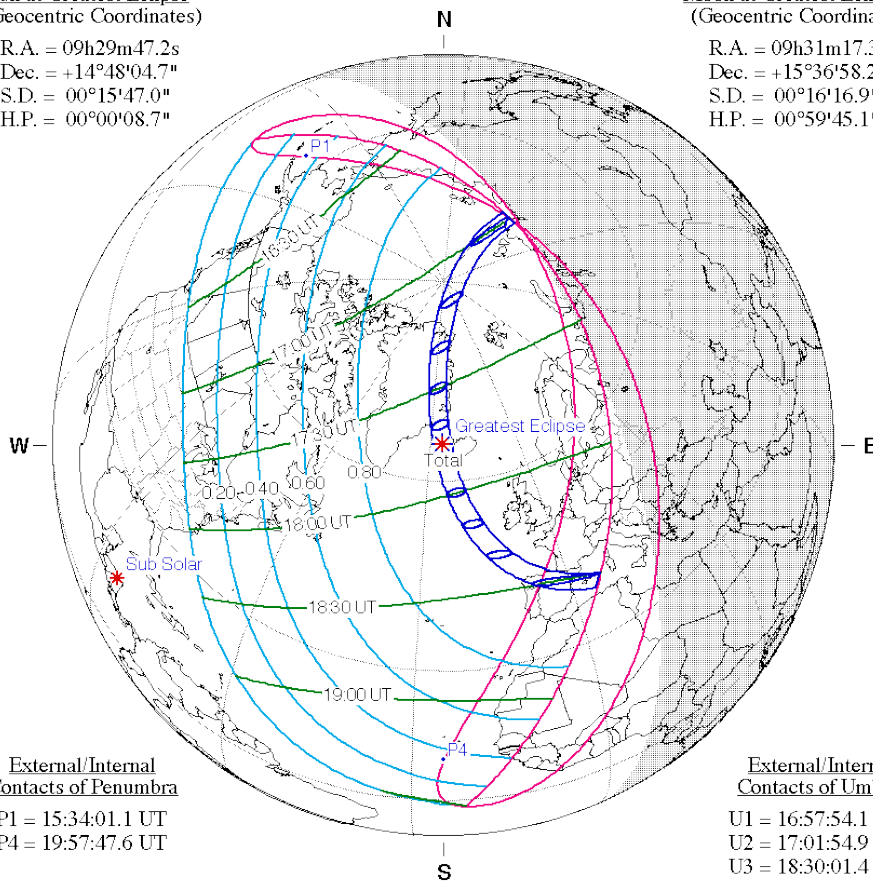 Geocentric Coordinates)
R.A. = 09h29m47.2s
Dec. = +14°48'04.7"
S.D. = 00°15'47.0"
H.P. = 00°00'08.7"
(Geocentric Coordina
R.A. = 09h31m17.3
Dec. = +15°36'58.2
S.D. = 00°16'16.9"
H.P. = 00°59'45.1"
N
P1
16:30 UT
17:00 UT
17:30 UT
Greatest Eclipse
Total
W
E
0.20
0.40
0.60
0.80
18:00 UT
Sub Solar
18:30 UT
19:00 UT
P4
S
External/Internal
Contacts of Penumbra
P1 = 15:34:01.1 UT
P4 = 19:57:47.6 UT
External/Intern
Contacts of Um
U1 = 16:57:54.1
U2 = 17:01:54.9
U3 = 18:30:01.4